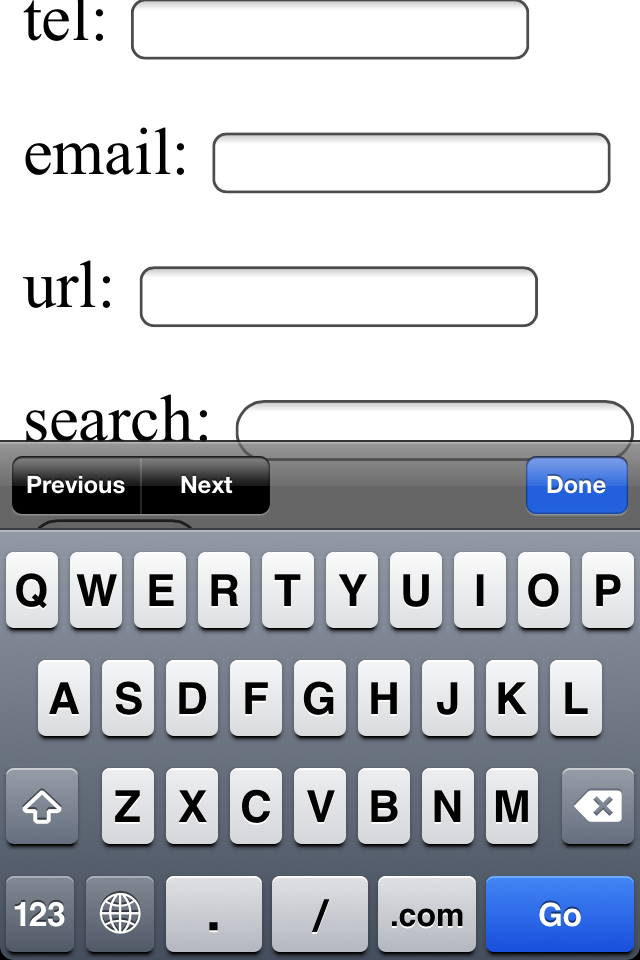 tel:
email:
url:
search:
Previous Next Done
Q W E R T Y U I O P
A S D F G H J K L
Z X C V B N M
123 . / .com Go